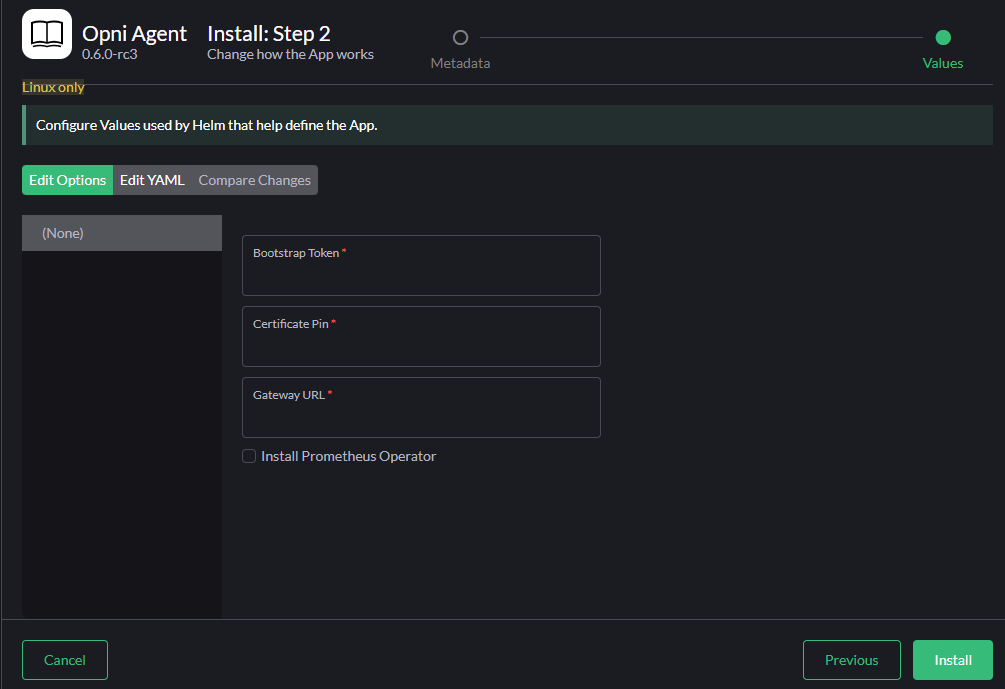 Opni Agent
0.6.0-rc3
Install: Step 2
Change how the App works
Metadata
Values
Linux only
Configure Values used by Helm that help define the App.
Edit Options
Edit YAML
Compare Changes
(None)
Bootstrap Token *
Certificate Pin *
Gateway URL *
Install Prometheus Operator
Cancel
Previous
Install